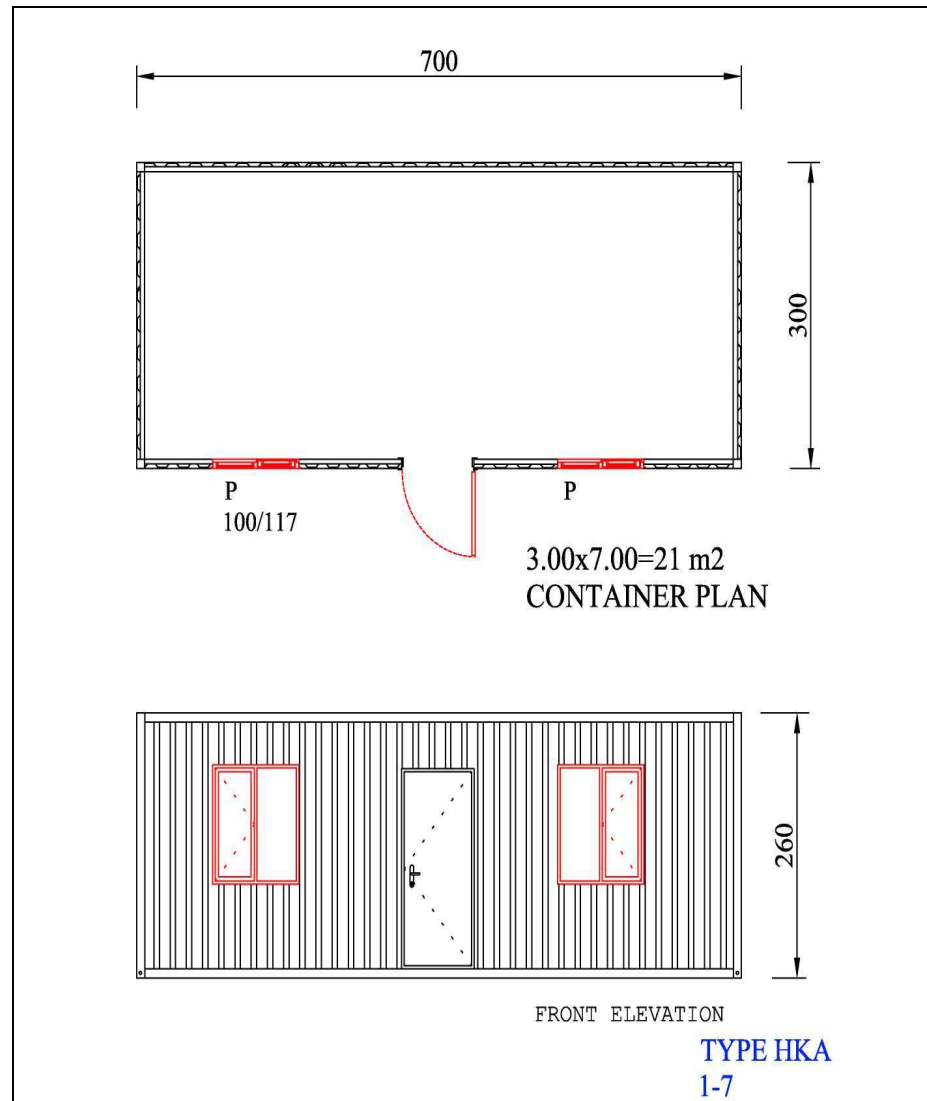 700
300
P
100/117
P
3.00x7.00=21 m2
CONTAINER PLAN
260
FRONT ELEVATION
TYPE HKA
1-7